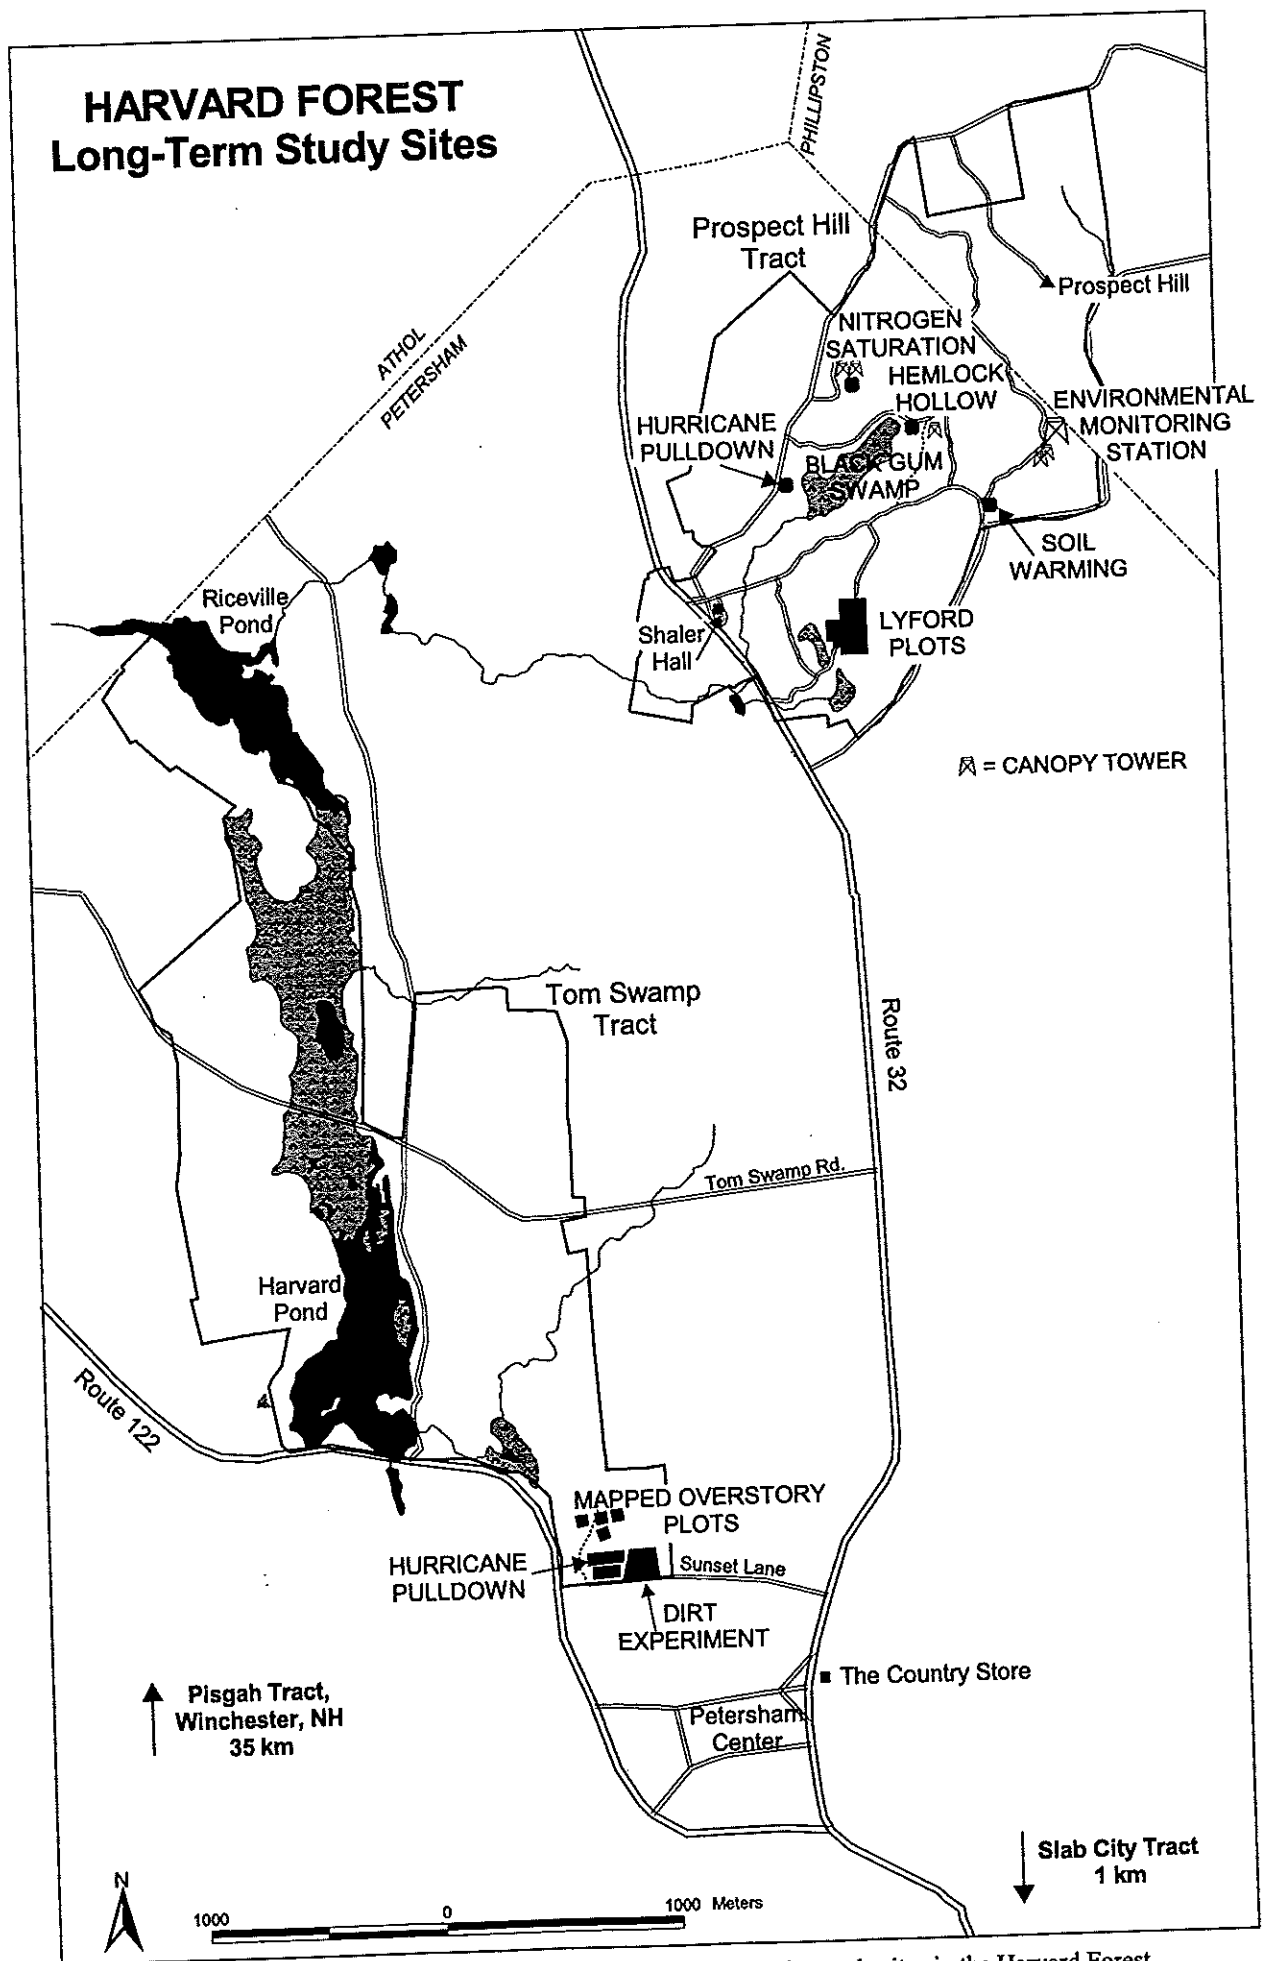 HARVARD FOREST
Long-Term Study Sites
PHILLIPSTON
ATHOL
PETERSHAM
Prospect Hill
Tract
Prospect Hill
NITROGEN
SATURATION
HEMLOCK
HOLLOW
HURRICANE
PULLDOWN
BLACK GUM
SWAMP
ENVIRONMENTAL
MONITORING
STATION
SOIL
WARMING
Riceville
Pond
Shaler
Hall
LYFORD
PLOTS
= CANOPY TOWER
Tom Swamp
Tract
Route 32
Tom Swamp Rd.
Harvard
Pond
Route 122
MAPPED OVERSTORY
PLOTS
HURRICANE
PULLDOWN
Sunset Lane
DIRT
EXPERIMENT
The Country Store
Petersham
Center
Pisgah Tract,
Winchester, NH
35 km
Slab City Tract
1 km
N
1000 0 1000 Meters
in the Harvard Forest